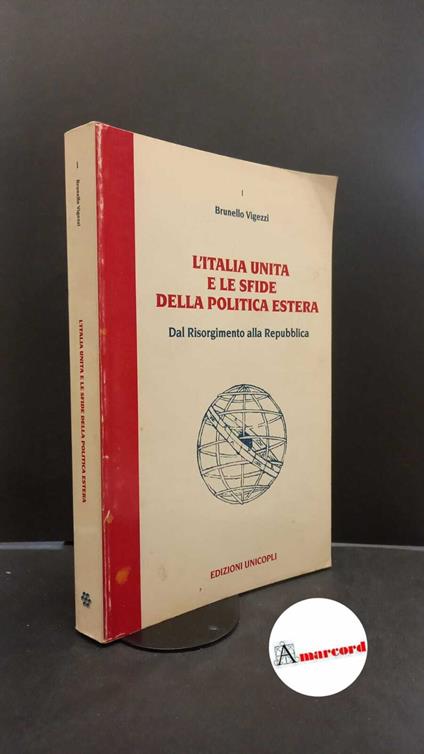 I
Brunello Vigezzi
L'ITALIA UNITA
E LE SFIDE
DELLA POLITICA ESTERA
Dal Risorgimento alla Repubblica
EDIZIONI UNICOPLI
I
Brunello Vigezzi
L'ITALIA UNITA E LE SFIDE DELLA POLITICA ESTERA
Amarcord